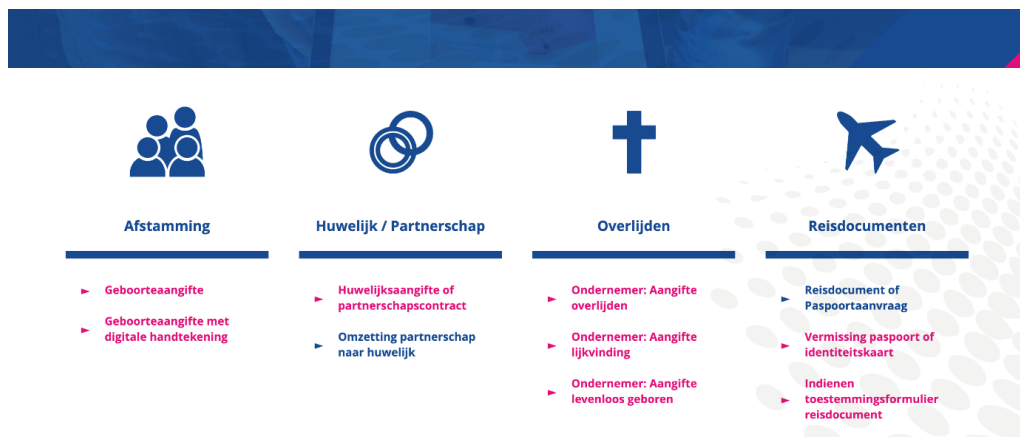 Afstamming
Geboorteaangifte
Geboorteaangifte met
digitale handtekening
Huwelijk / Partnerschap
Huwelijksaangifte of
partnerschapscontract
Omzetting partnerschap
naar huwelijk
Overlijden
Ondernemer: Aangifte
overlijden
Ondernemer: Aangifte
lijkvinding
Ondernemer: Aangifte
levenloos geboren
Reisdocumenten
Reisdocument of
Paspoortaanvraag
Vermissing paspoort of
identiteitskaart
Indienen
toestemmingsformulier
reisdocument